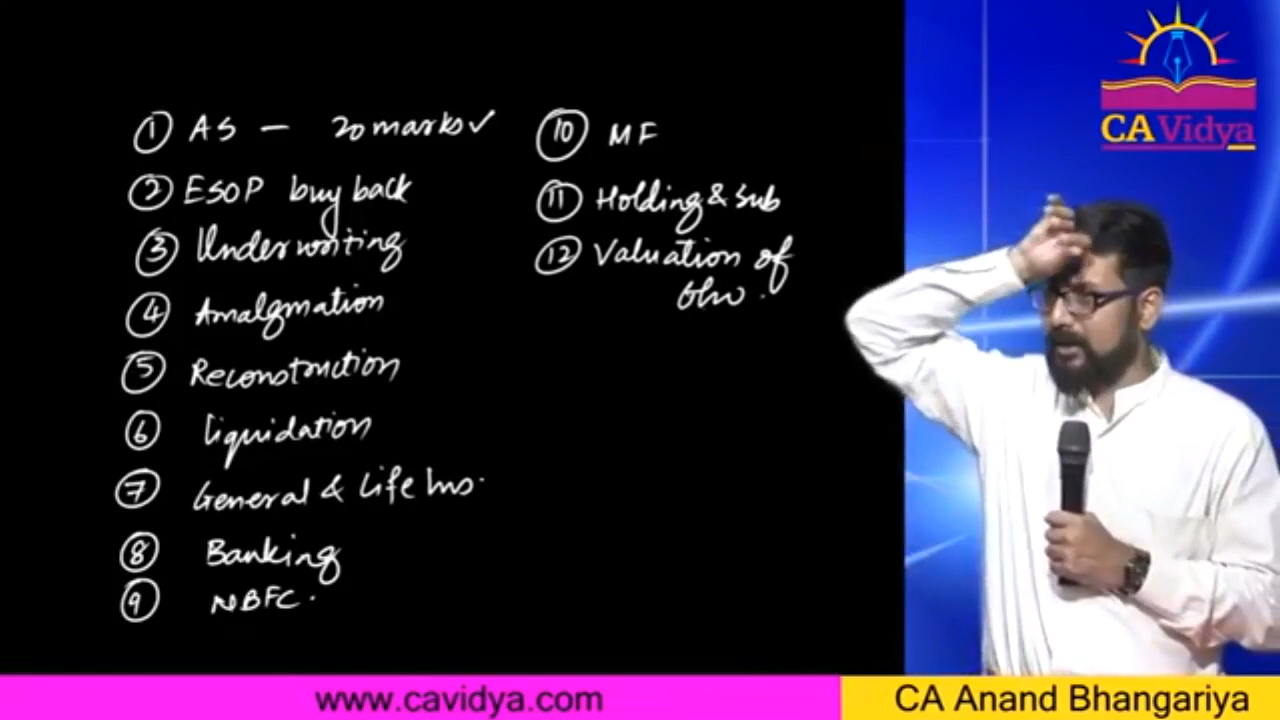 ① AS – 20 marks ✓
② ESOP buy back
③ Underwriting
④ Amalgmation
⑤ Reconstruction
⑥ Liquidation
⑦ General & Life Ins.
⑧ Banking
⑨ NBFC.
⑩ MF
⑪ Holding & Sub
⑫ Valuation of
CA Vidya
www.cavidya.com
CA Anand Bhangariya